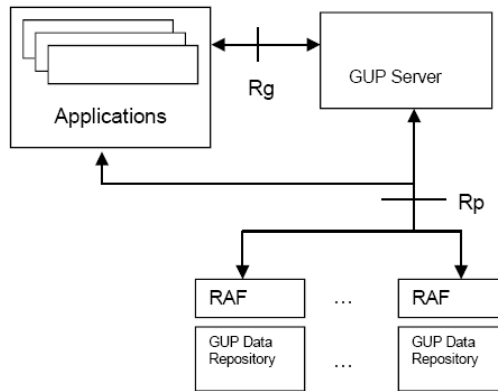 GUP Server
Rg
Applications
Rp
RAF
...
RAF
GUP Data
Repository
...
GUP Data
Repository